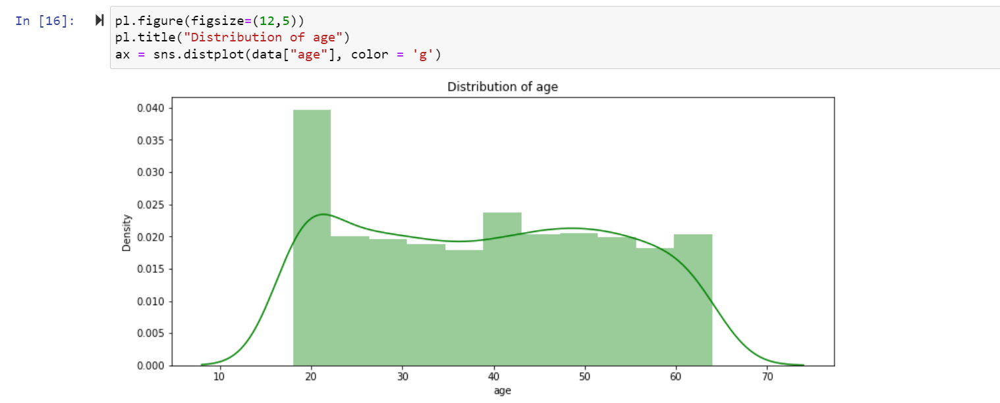 In [16]:
pl.figure(figsize=(12,5))
pl.title("Distribution of age")
ax = sns.distplot(data["age"], color = 'g')
Distribution of age
0.040
0.035
0.030
0.025
0.020
0.015
0.010
0.005
0.000
Density
10 20 30 40 50 60 70
age